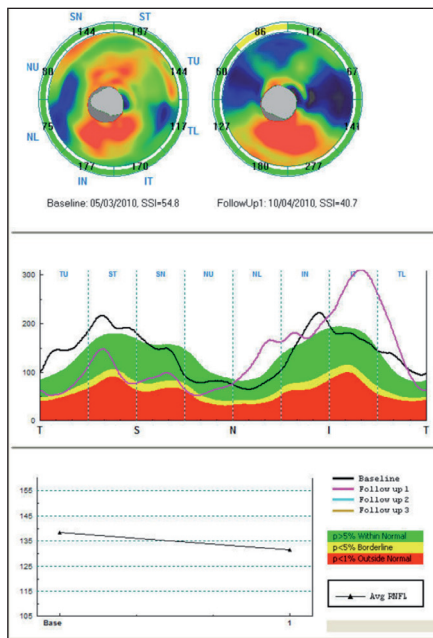 SN ST
144 197
NU TU
88 144
75 117
NL TL
177 170
IN IT
86 112
60 67
141
180 277
Baseline: 05/03/2010, SSI=54.8 FollowUp1: 10/04/2010, SSI=40.7
300 TU ST SN NU NL IN IT TL
200
100
0
T S N I T
155
145
135
125
115
105
Base 1
Baseline
Follow up 1
Follow up 2
Follow up 3
p>5% Within Normal
p<5% Borderline
p<1% Outside Normal
Avg RNFL